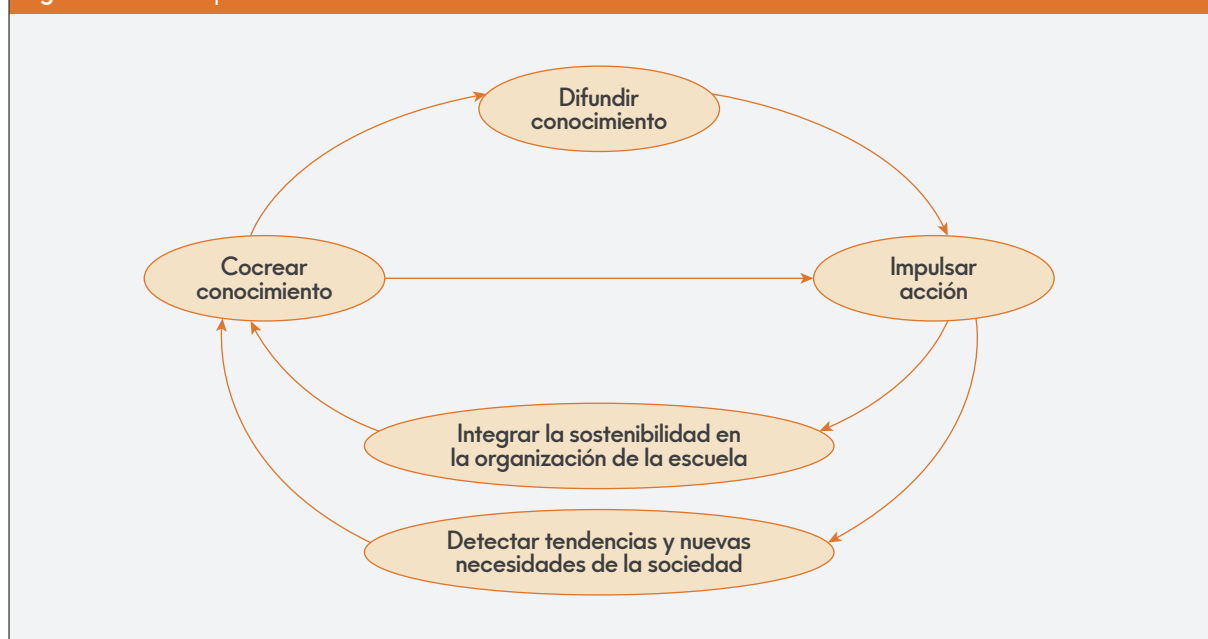 Difundir
conocimiento
Cocrear
conocimiento
Impulsar
acción
Integrar la sostenibilidad en
la organización de la escuela
Detectar tendencias y nuevas
necesidades de la sociedad